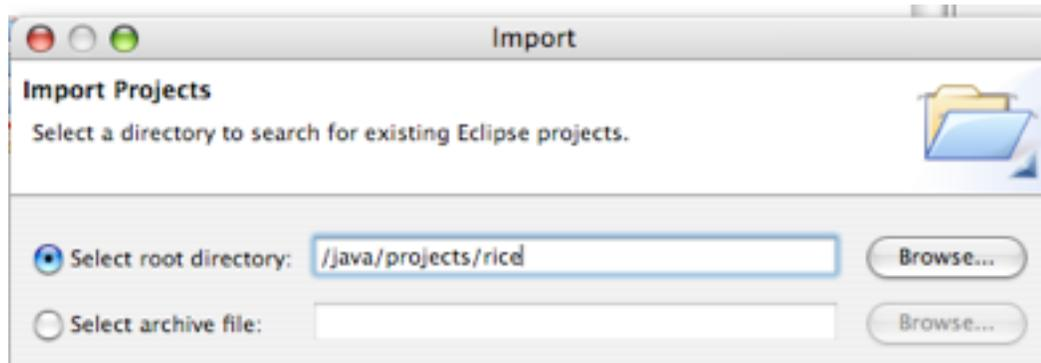 Import
Import Projects
Select a directory to search for existing Eclipse projects.
Select root directory: /java/projects/rice Browse...
Select archive file: Browse...